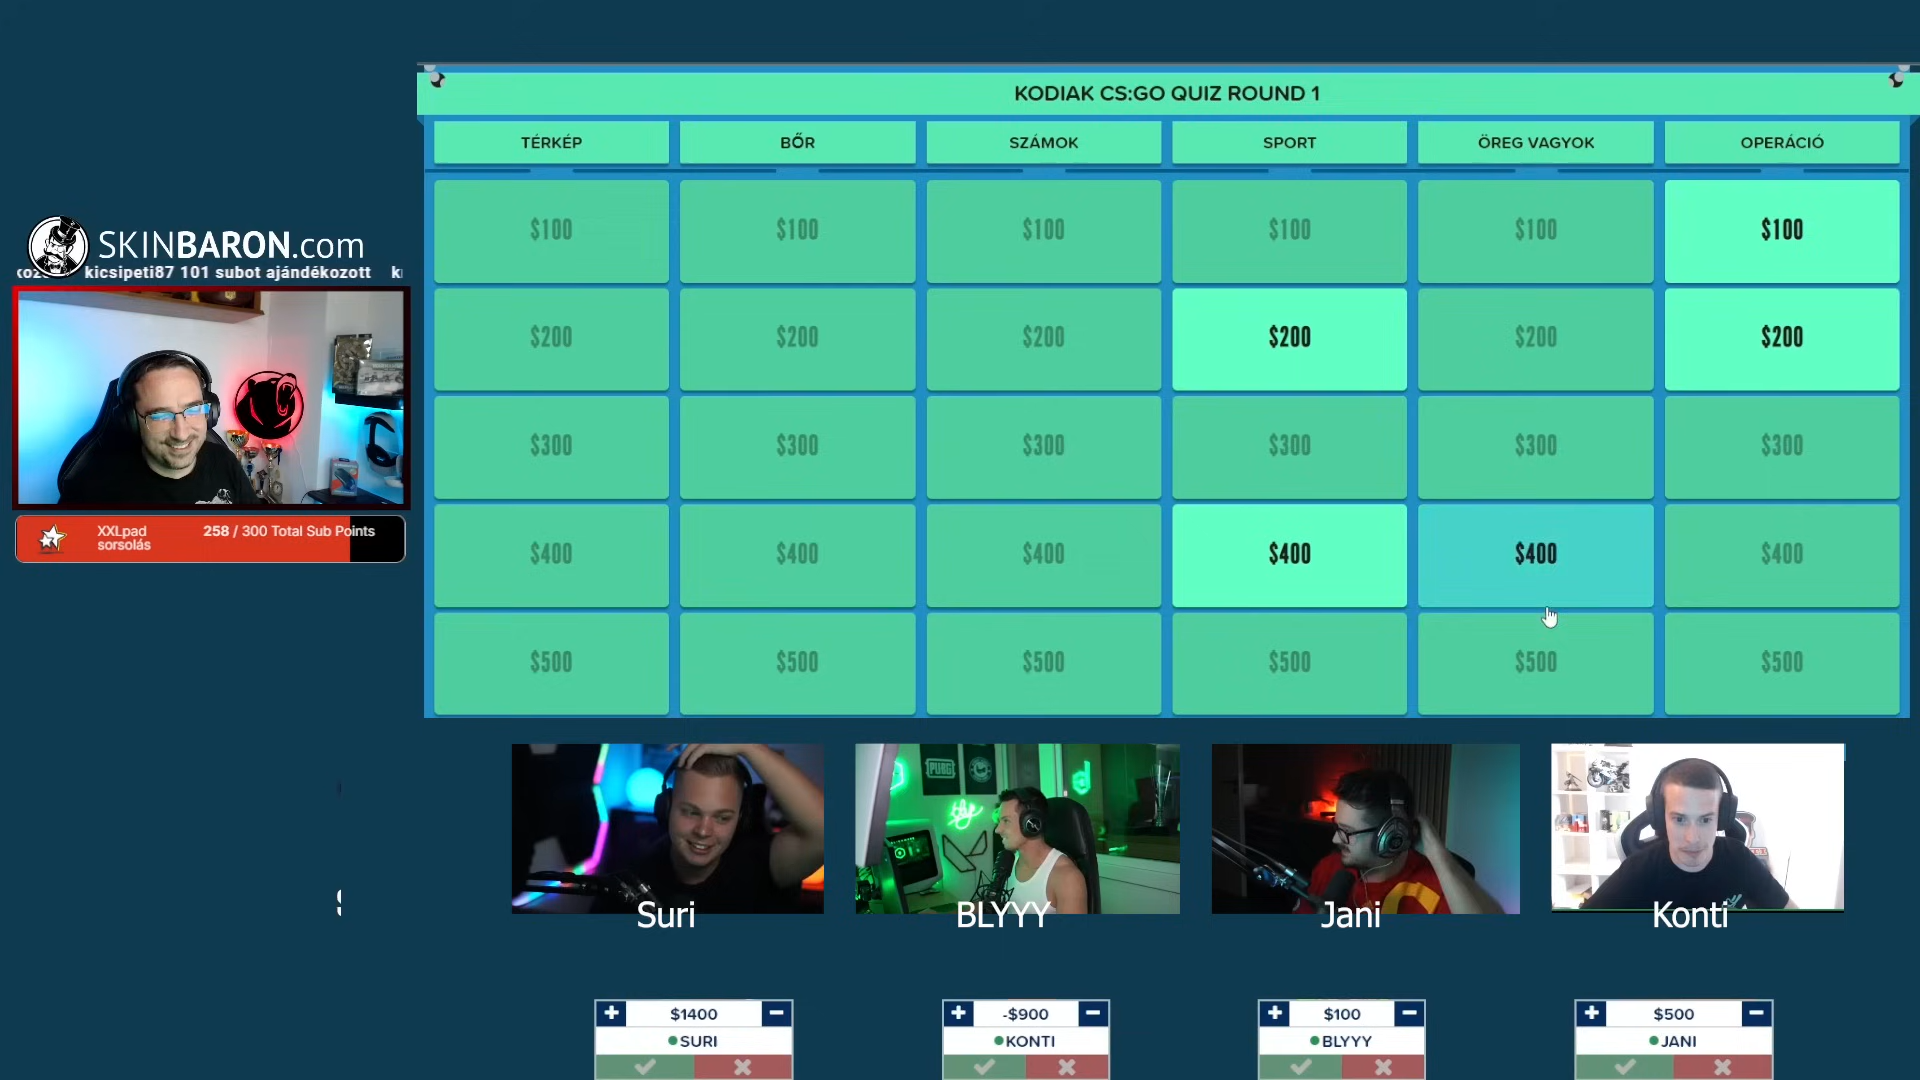 KODIAK CS:GO QUIZ ROUND 1
TÉRKÉP BŐR SZÁMOK SPORT ÖREG VAGYOK OPERÁCIÓ
$100 $100 $100 $100 $100 $100
$200 $200 $200 $200 $200 $200
$300 $300 $300 $300 $300 $300
$400 $400 $400 $400 $400 $400
$500 $500 $500 $500 $500 $500
SKINBARON.com
kicsipeti87 101 subot ajándékozott
XXLpad
sorsolás
258 / 300 Total Sub Points
PUBG
Suri BLYYY Jani Konti
$1400 -$900 $100 $500
SURI KONTI BLYYY JANI